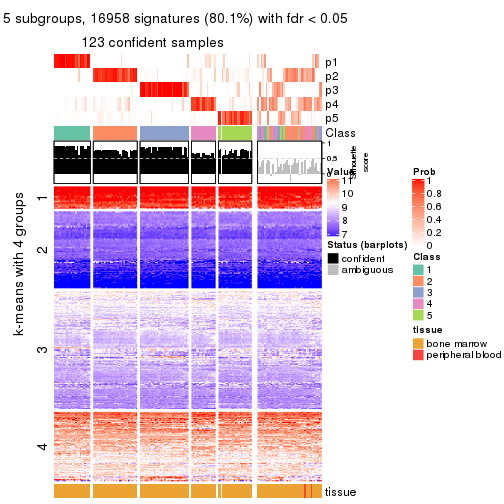 5 subgroups, 16958 signatures (80.1%) with fdr < 0.05
123 confident samples
p1
p2
p3
p4
p5
Class
1
0.5
0
Silhouette
score
k-means with 4 groups
1
2
3
4
Value
11
10
9
8
7
Status (barplots)
confident
ambiguous
Prob
1
0.8
0.6
0.4
0.2
0
Class
1
2
3
4
5
tissue
bone marrow
peripheral blood
tissue